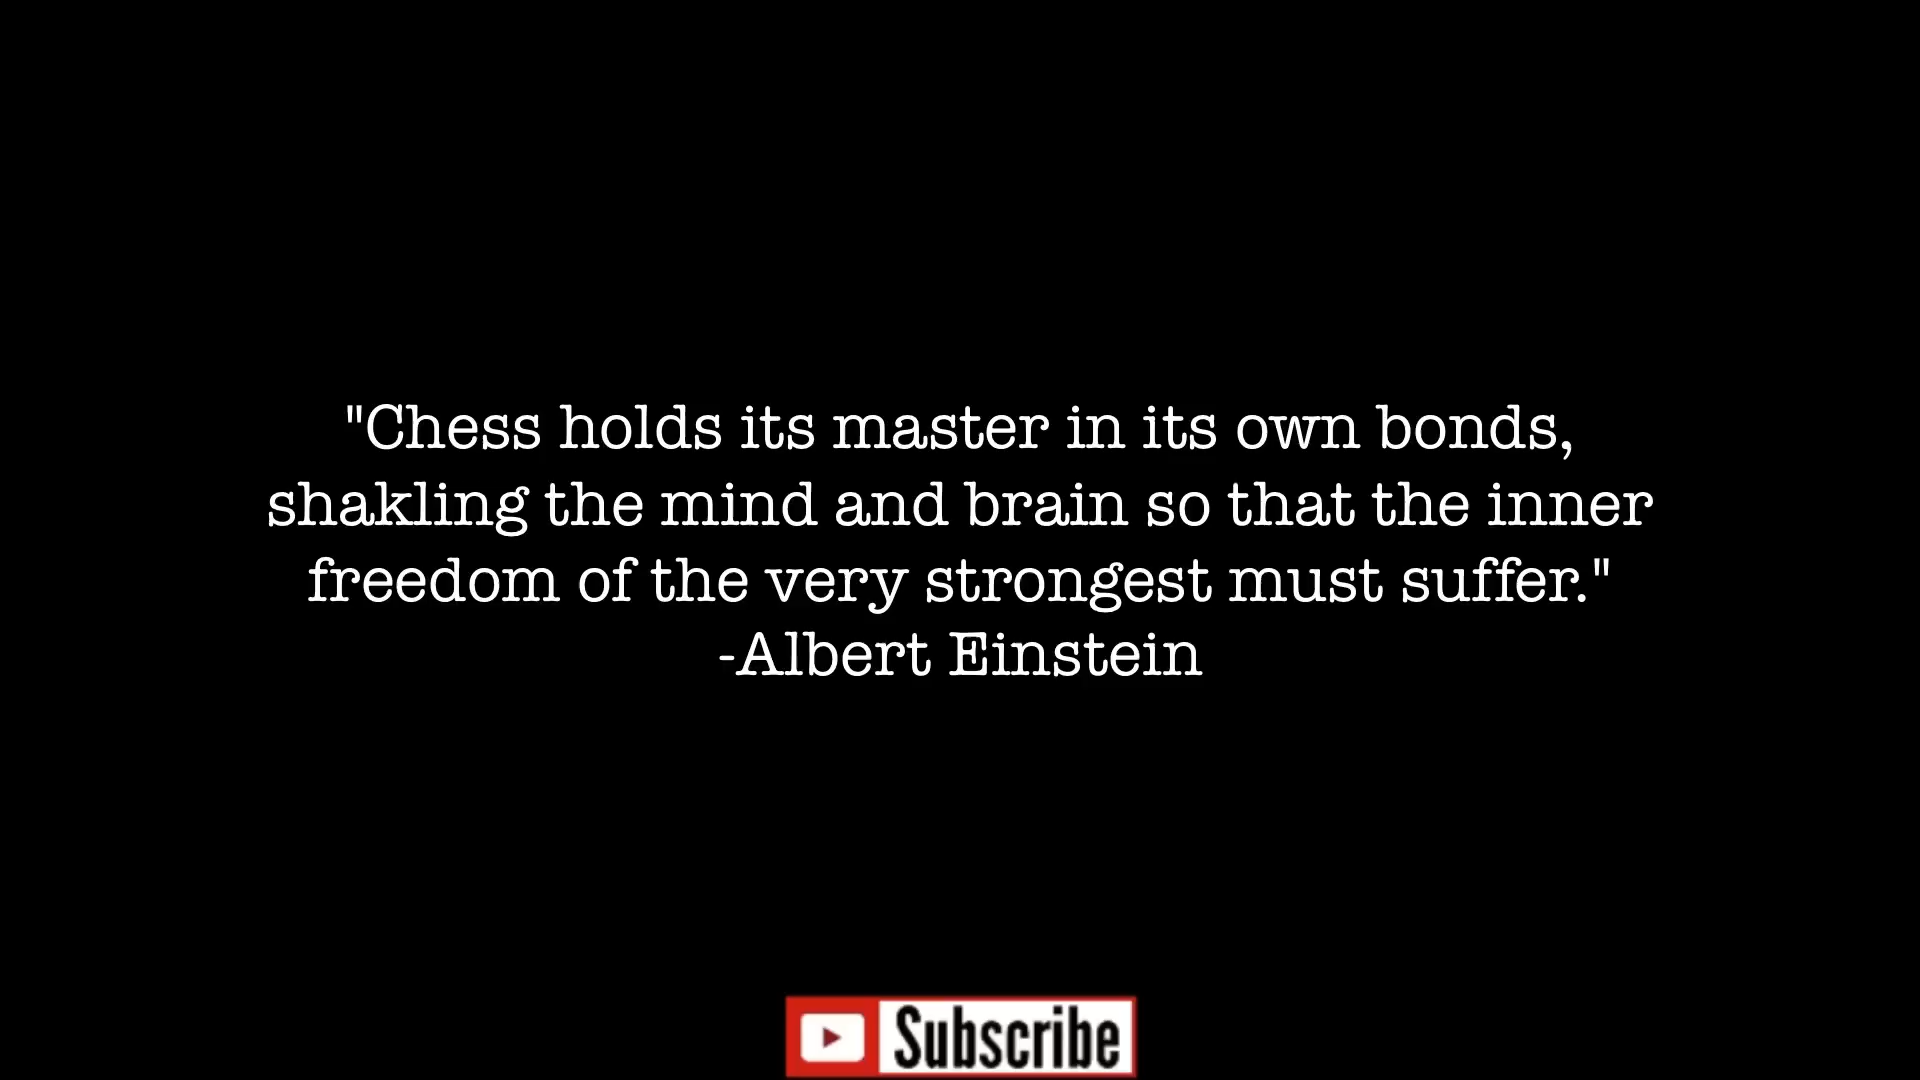 "Chess holds its master in its own bonds,
shakling the mind and brain so that the inner
freedom of the very strongest must suffer."
-Albert Einstein
Subscribe